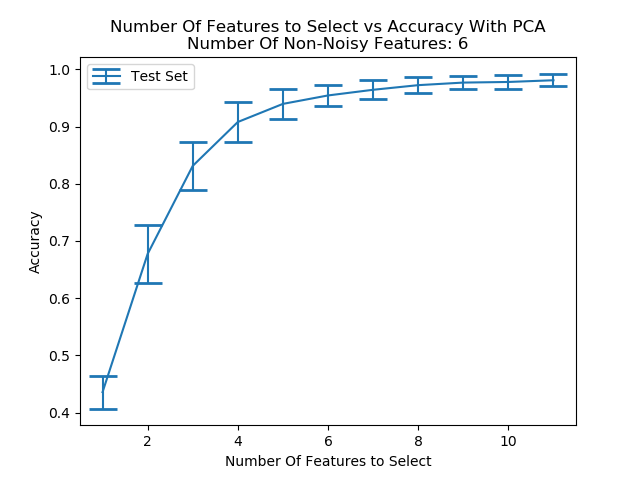 Number Of Features to Select vs Accuracy With PCA
Number Of Non-Noisy Features: 6
Test Set
1.0
0.9
0.8
0.7
0.6
0.5
0.4
Accuracy
2 4 6 8 10
Number Of Features to Select